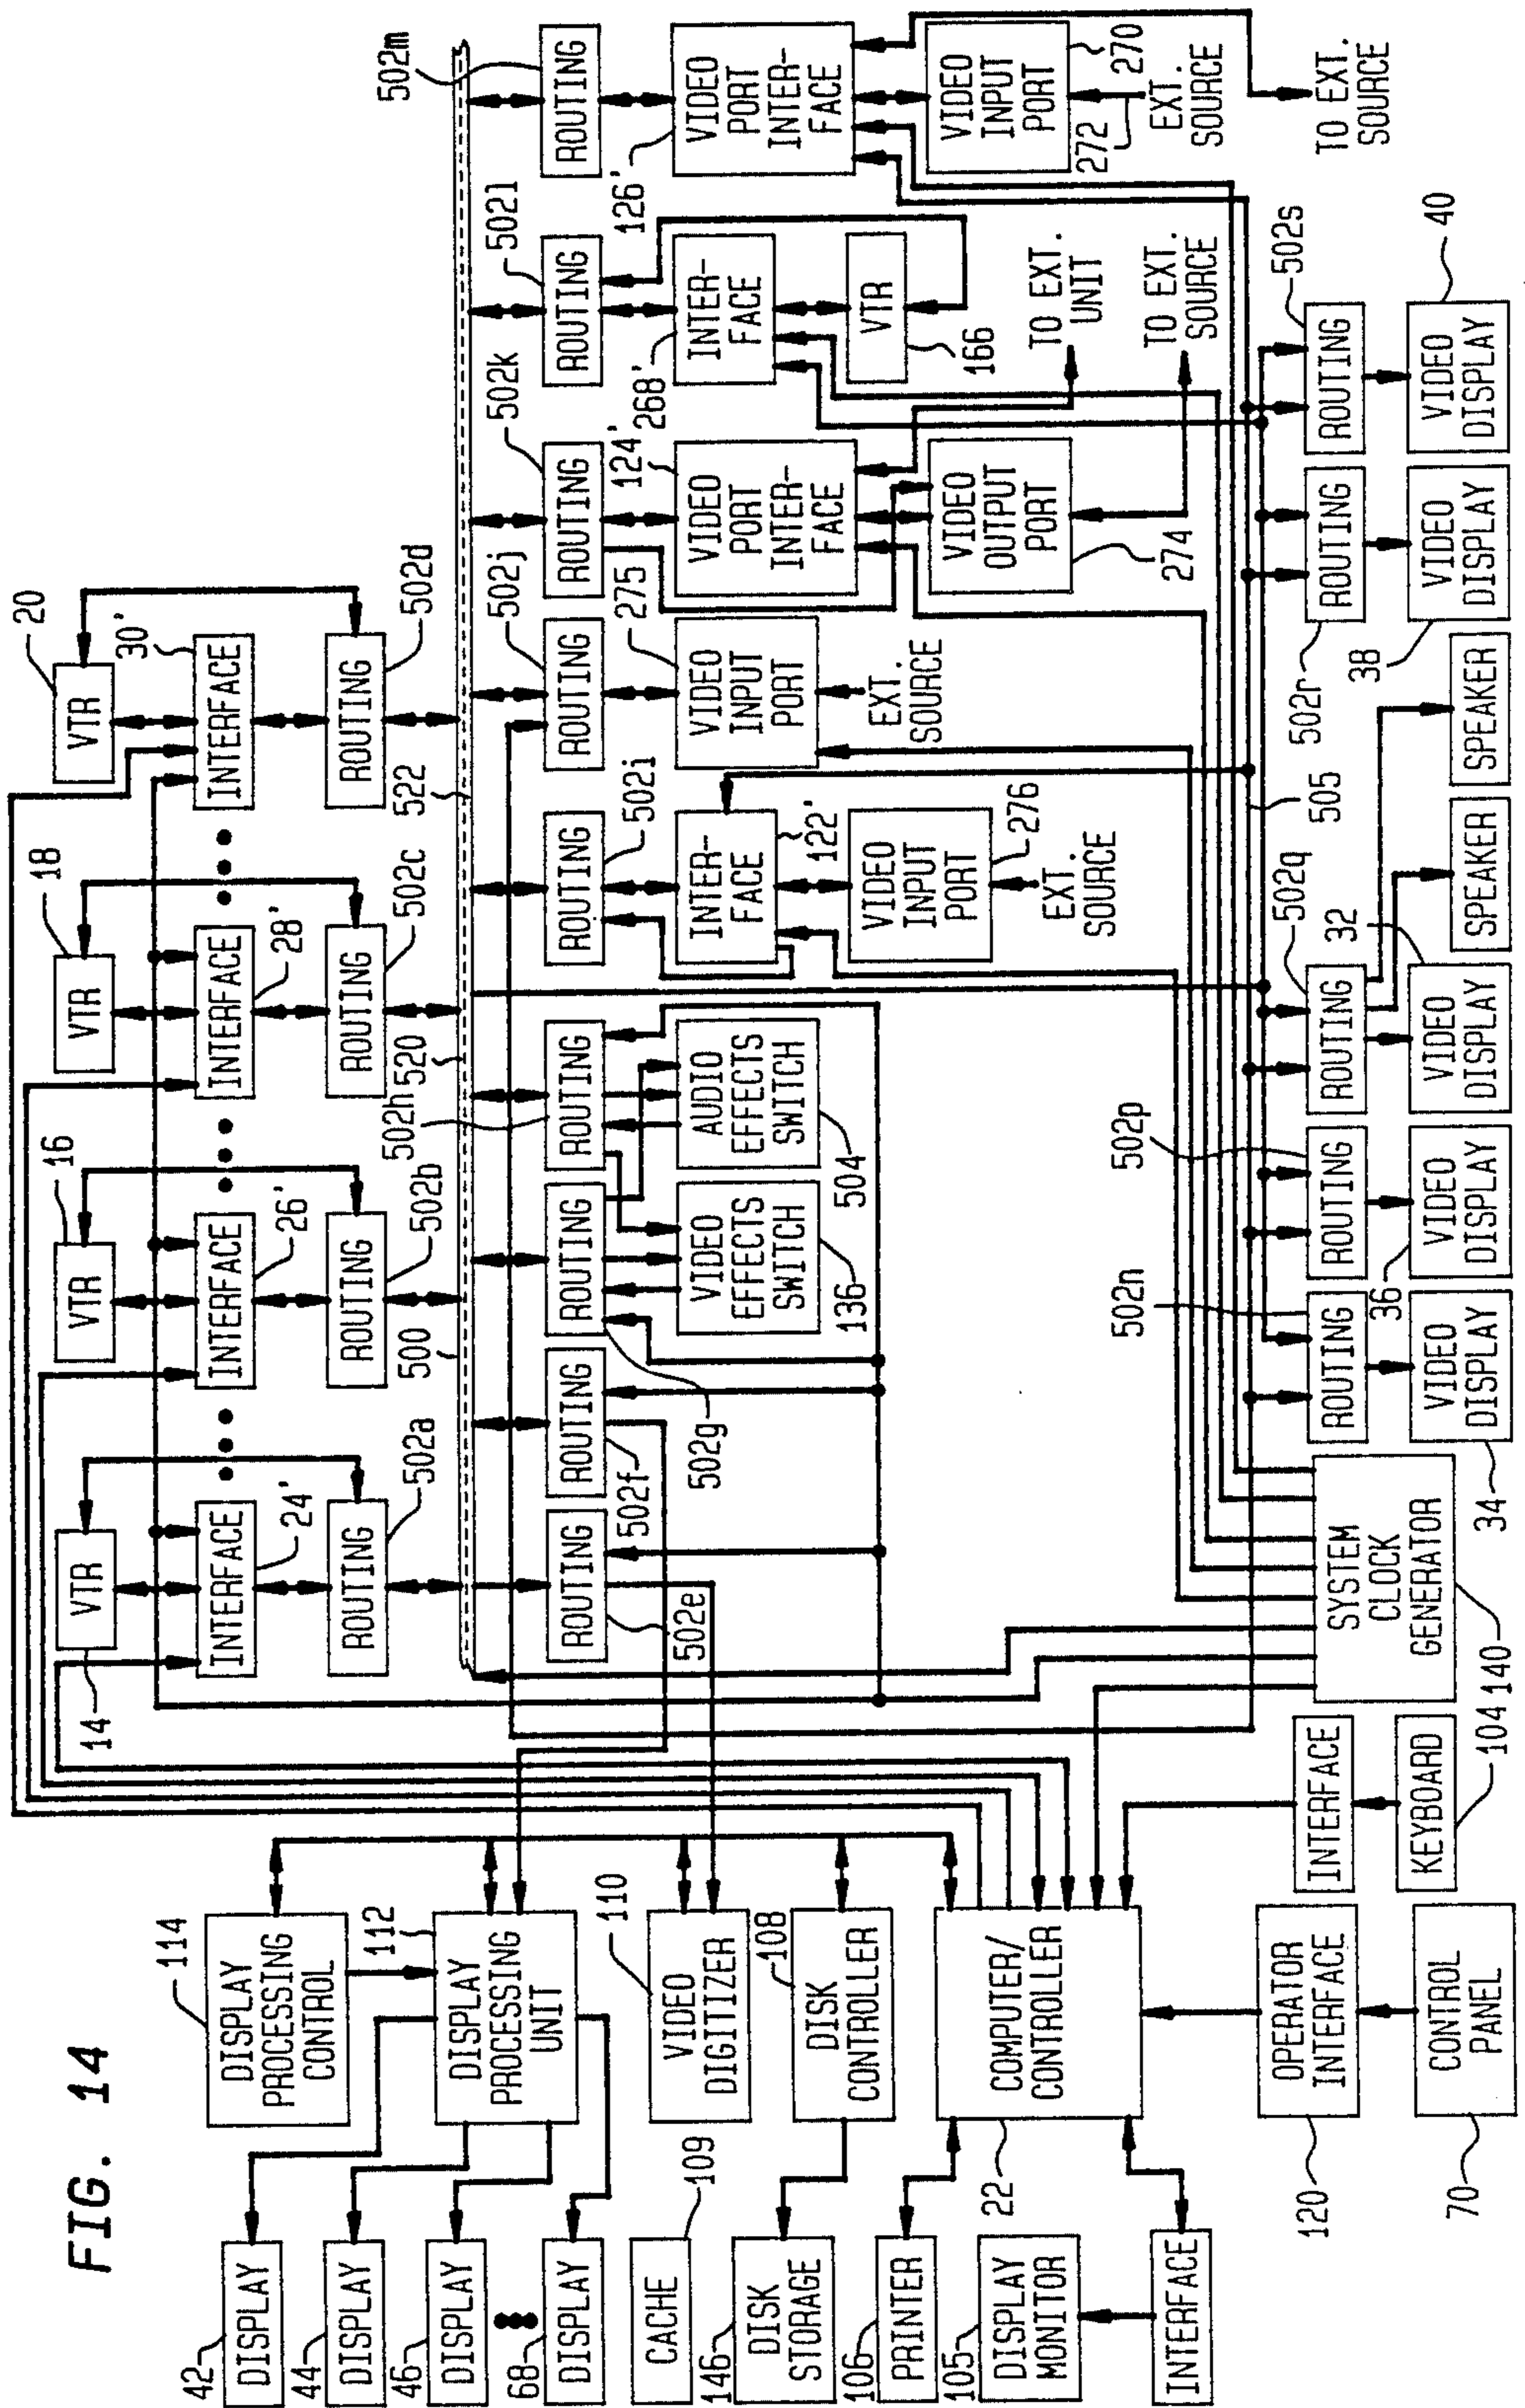 FIG. 14
20
VTR
30'
INTERFACE
502d
ROUTING
522
18
VTR
28'
INTERFACE
502c
ROUTING
520
16
VTR
26'
INTERFACE
502b
ROUTING
500
14
VTR
24'
INTERFACE
502a
ROUTING
502m
ROUTING
126'
VIDEO
PORT
INTER-
FACE
VIDEO
INPUT
PORT
270
272
EXT.
SOURCE
TO EXT.
SOURCE
502l
ROUTING
268'
INTER-
FACE
VTR
166
502k
ROUTING
124'
VIDEO
PORT
INTER-
FACE
VIDEO
OUTPUT
PORT
274
TO EXT.
UNIT
TO EXT.
SOURCE
502j
ROUTING
275
VIDEO
INPUT
PORT
EXT.
SOURCE
502i
ROUTING
INTER-
FACE
122'
VIDEO
INPUT
PORT
276
EXT.
SOURCE
502h
ROUTING
AUDIO
EFFECTS
SWITCH
504
ROUTING
502g
VIDEO
EFFECTS
SWITCH
136
ROUTING
502f
ROUTING
502e
505
502s
ROUTING
40
VIDEO
DISPLAY
502r
ROUTING
38
VIDEO
DISPLAY
SPEAKER
SPEAKER
502q
ROUTING
32
VIDEO
DISPLAY
502p
ROUTING
36
VIDEO
DISPLAY
502n
ROUTING
34
VIDEO
DISPLAY
SYSTEM
CLOCK
GENERATOR
140
114
DISPLAY
PROCESSING
CONTROL
112
DISPLAY
PROCESSING
UNIT
110
VIDEO
DIGITIZER
108
DISK
CONTROLLER
COMPUTER/
CONTROLLER
22
INTERFACE
KEYBOARD
104
OPERATOR
INTERFACE
120
CONTROL
PANEL
70
42
DISPLAY
44
DISPLAY
46
DISPLAY
68
DISPLAY
109
CACHE
146
DISK
STORAGE
106
PRINTER
105
DISPLAY
MONITOR
INTERFACE